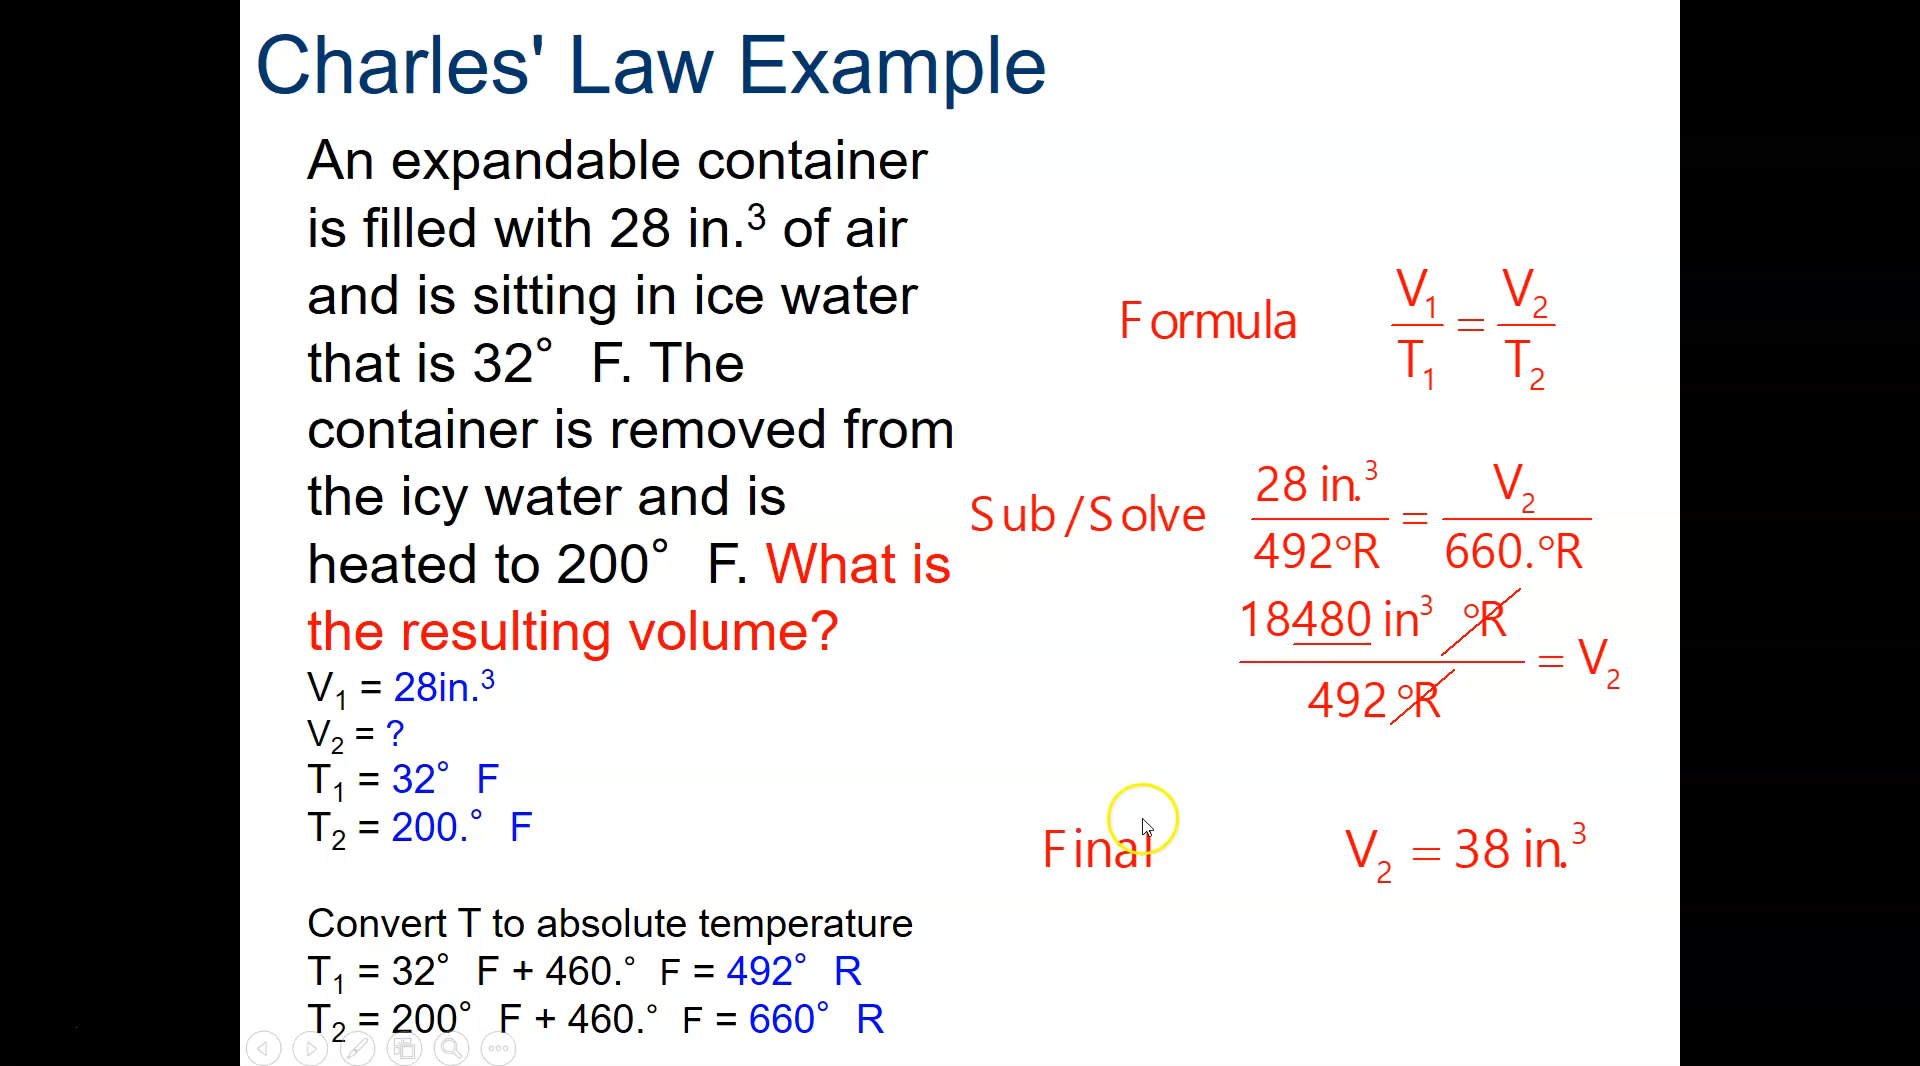 Charles' Law Example
An expandable container
is filled with 28 in.³ of air
and is sitting in ice water
that is 32° F. The
container is removed from
the icy water and is
heated to 200° F. What is
the resulting volume?
V₁ = 28in.³
V₂ = ?
T₁ = 32° F
T₂ = 200.° F
Convert T to absolute temperature
T₁ = 32° F + 460.° F = 492° R
T₂ = 200° F + 460.° F = 660° R
Formula V₁/T₁ = V₂/T₂
Sub/Solve 28 in.³/492°R = V₂/660.°R
18480 in³ °R/492 °R = V₂
Final V₂ = 38 in.³